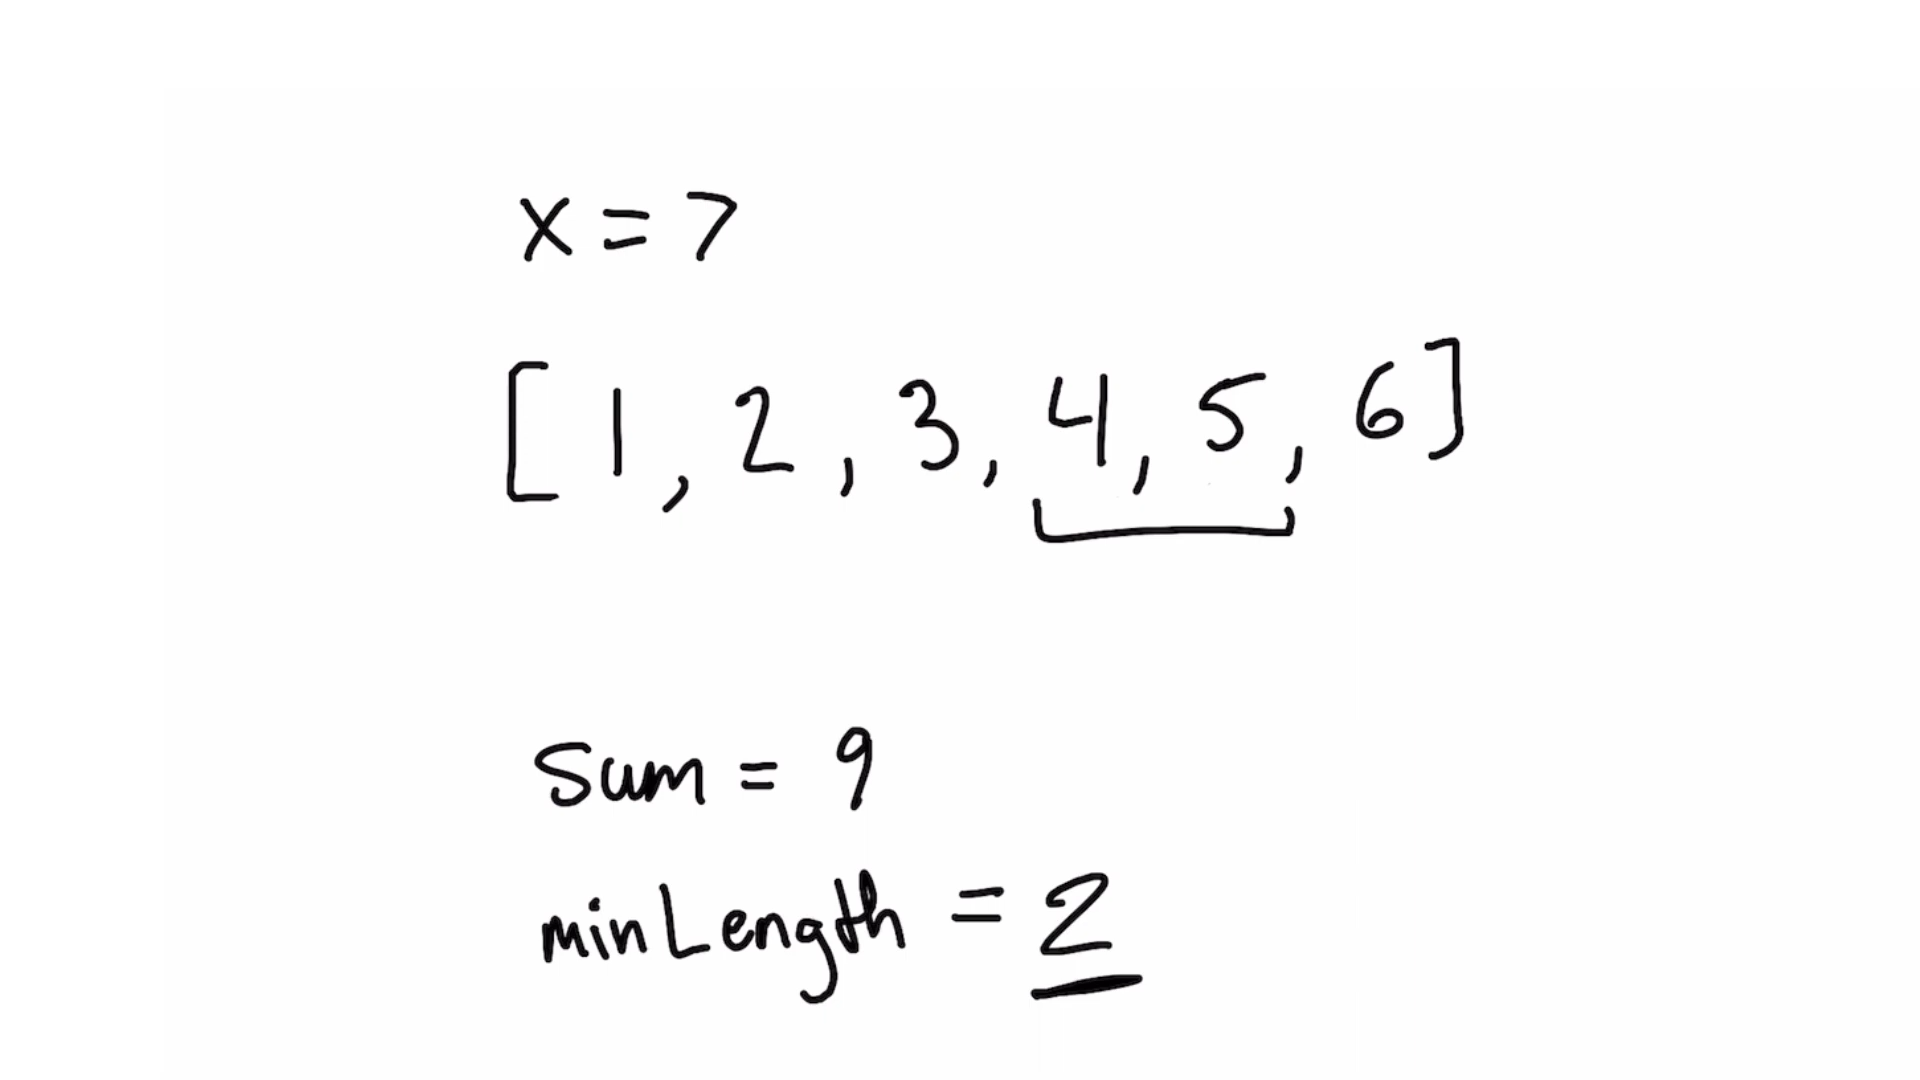 x = 7
[ 1, 2, 3, 4, 5, 6 ]
Sum = 9
minLength = 2